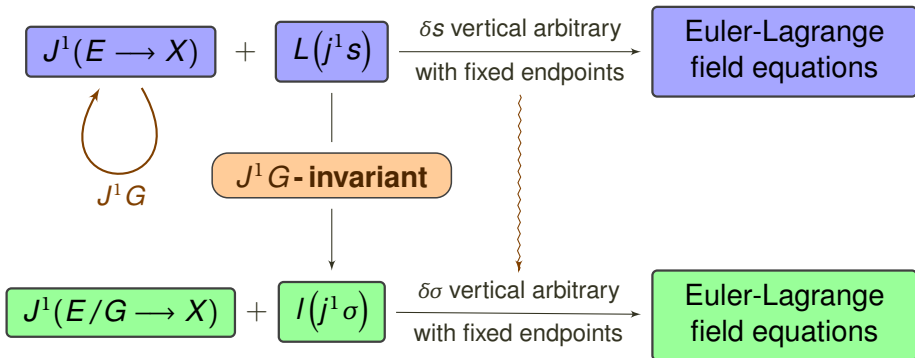 J¹(E ⟶ X) + L(j¹s) δs vertical arbitrary with fixed endpoints Euler-Lagrange field equations
J¹G
J¹G - invariant
J¹(E/G ⟶ X) + l(j¹σ) δσ vertical arbitrary with fixed endpoints Euler-Lagrange field equations